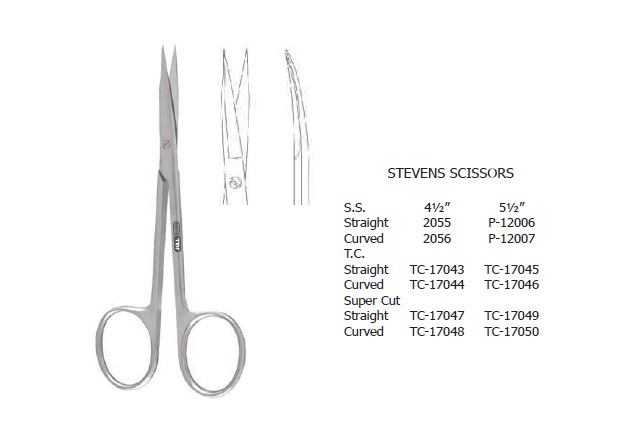 STEVENS SCISSORS
S.S. 4½” 5½”
Straight 2055 P-12006
Curved 2056 P-12007
T.C.
Straight TC-17043 TC-17045
Curved TC-17044 TC-17046
Super Cut
Straight TC-17047 TC-17049
Curved TC-17048 TC-17050